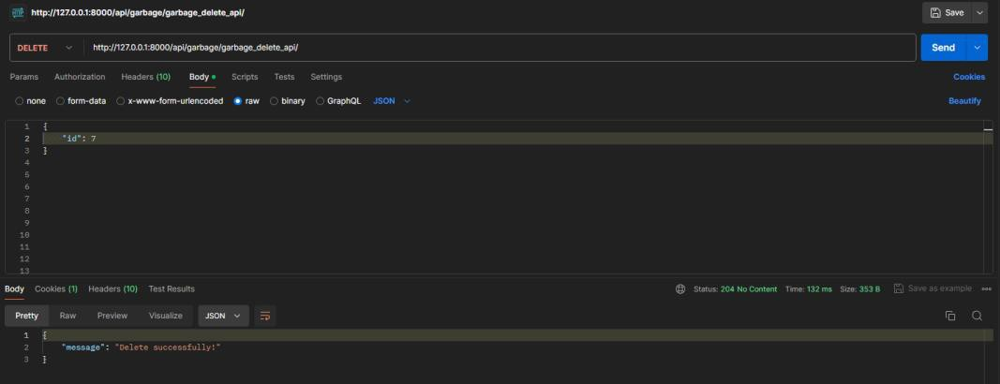 HTTP http://127.0.0.1:8000/api/garbage/garbage_delete_api/ Save
DELETE http://127.0.0.1:8000/api/garbage/garbage_delete_api/ Send
Params Authorization Headers (10) Body Scripts Tests Settings Cookies
none form-data x-www-form-urlencoded raw binary GraphQL JSON Beautify
1 {
2 "id": 7
3 }
4
5
6
7
8
9
10
11
12
13
Body Cookies (1) Headers (10) Test Results Status: 204 No Content Time: 132 ms Size: 353 B Save as example
Pretty Raw Preview Visualize JSON
1 {
2 "message": "Delete successfully!"
3 }